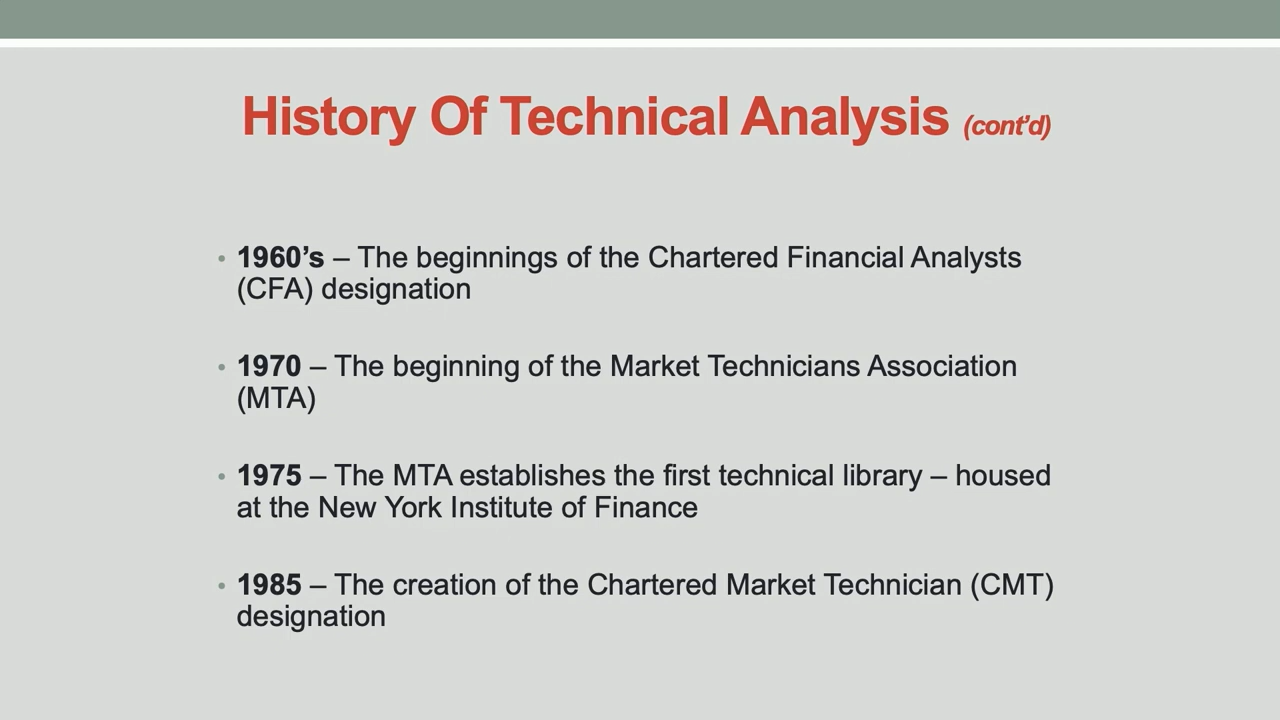 History Of Technical Analysis (cont’d)
• 1960’s – The beginnings of the Chartered Financial Analysts
(CFA) designation
• 1970 – The beginning of the Market Technicians Association
(MTA)
• 1975 – The MTA establishes the first technical library – housed
at the New York Institute of Finance
• 1985 – The creation of the Chartered Market Technician (CMT)
designation